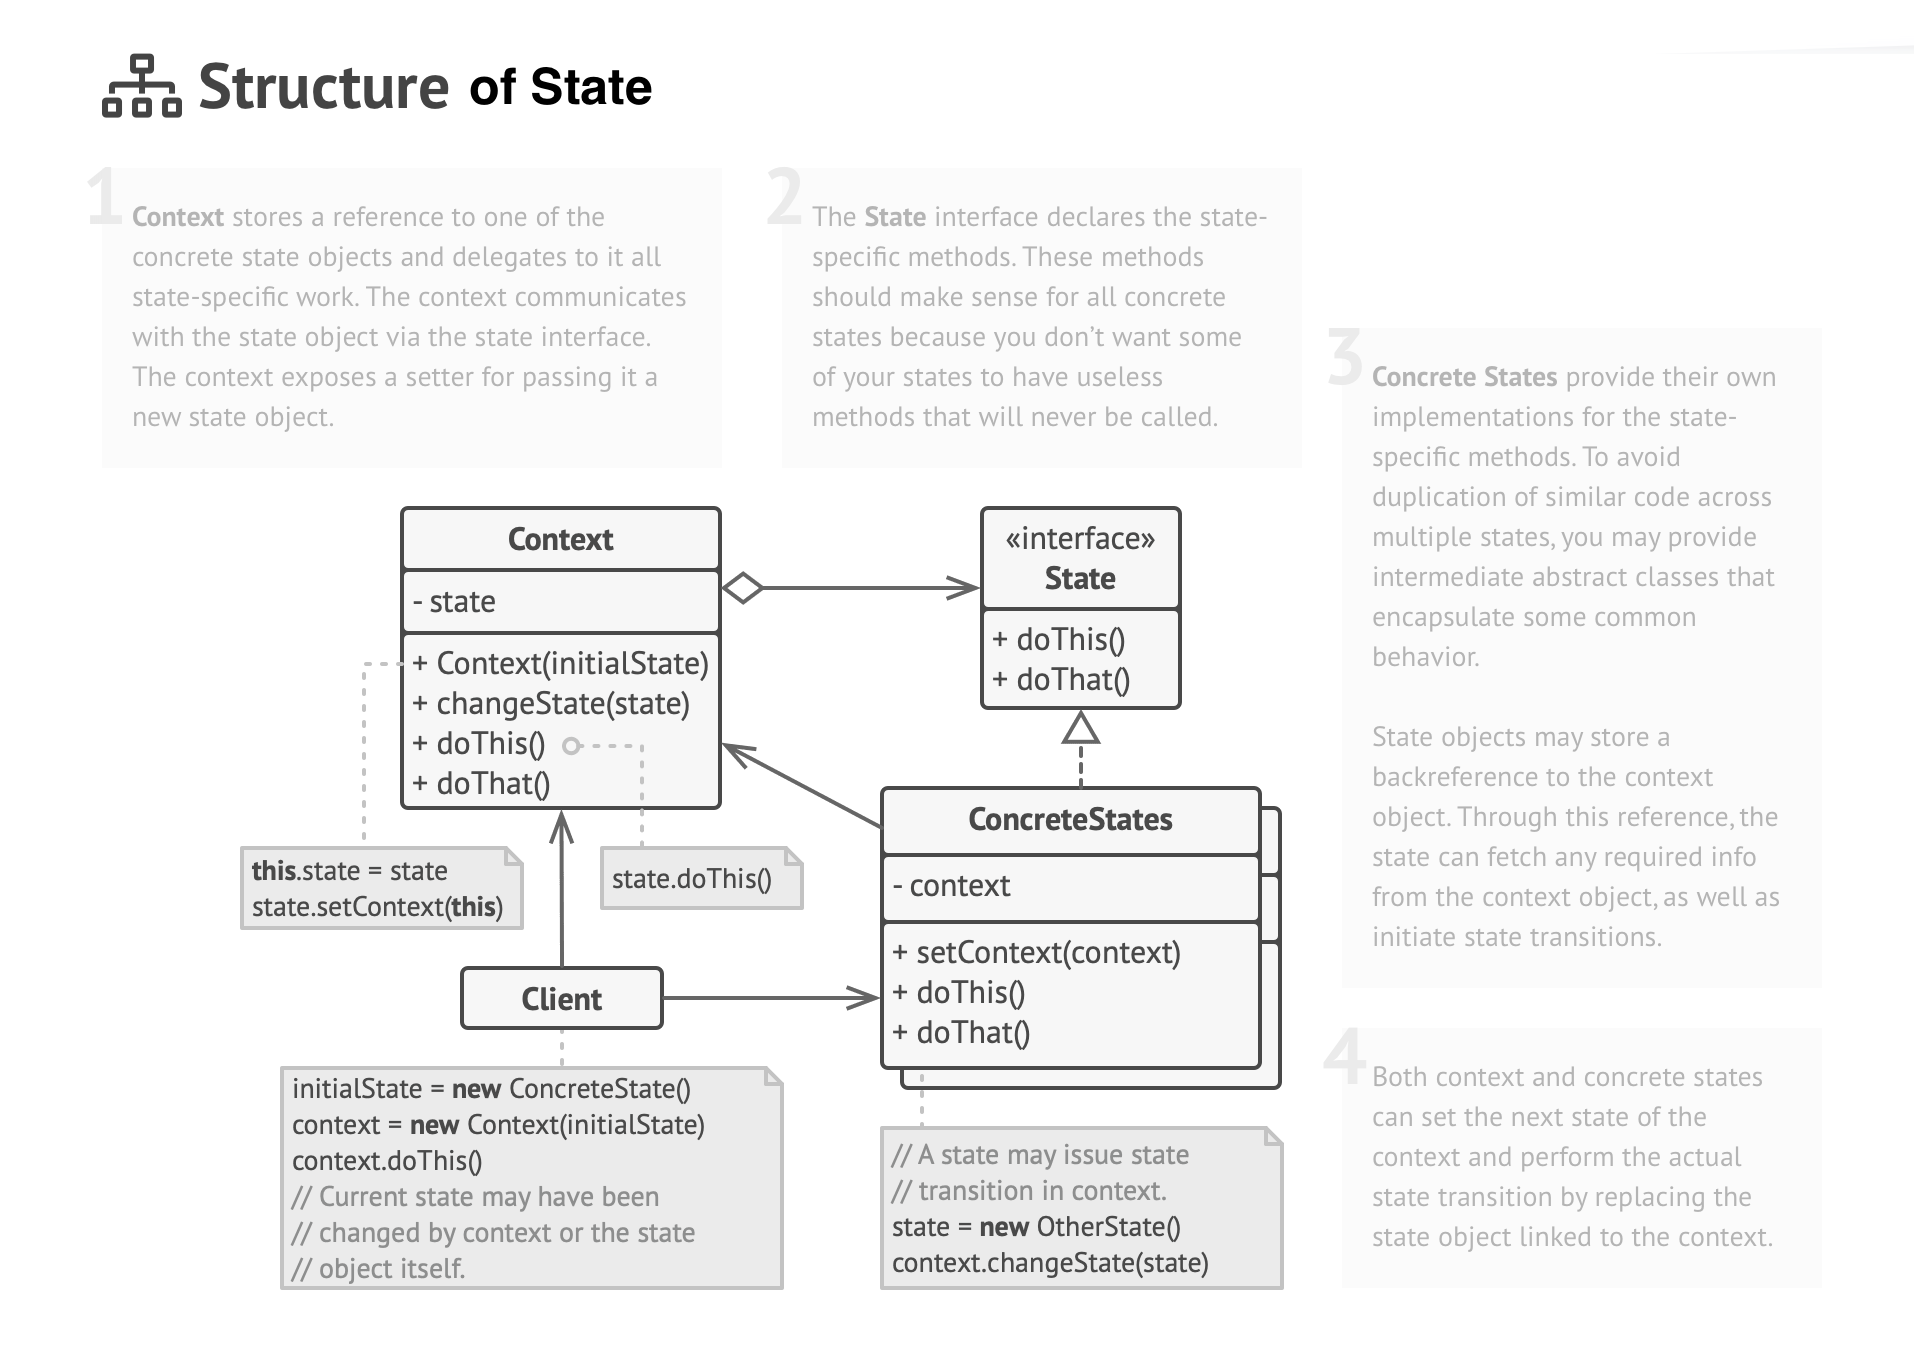 Structure of State
1
Context stores a reference to one of the
concrete state objects and delegates to it all
state-specific work. The context communicates
with the state object via the state interface.
The context exposes a setter for passing it a
new state object.
2
The State interface declares the state-
specific methods. These methods
should make sense for all concrete
states because you don’t want some
of your states to have useless
methods that will never be called.
3
Concrete States provide their own
implementations for the state-
specific methods. To avoid
duplication of similar code across
multiple states, you may provide
intermediate abstract classes that
encapsulate some common
behavior.
State objects may store a
backreference to the context
object. Through this reference, the
state can fetch any required info
from the context object, as well as
initiate state transitions.
4
Both context and concrete states
can set the next state of the
context and perform the actual
state transition by replacing the
state object linked to the context.
Context
- state
+ Context(initialState)
+ changeState(state)
+ doThis()
+ doThat()
«interface»
State
+ doThis()
+ doThat()
this.state = state
state.setContext(this)
state.doThis()
ConcreteStates
- context
+ setContext(context)
+ doThis()
+ doThat()
Client
initialState = new ConcreteState()
context = new Context(initialState)
context.doThis()
// Current state may have been
// changed by context or the state
// object itself.
// A state may issue state
// transition in context.
state = new OtherState()
context.changeState(state)